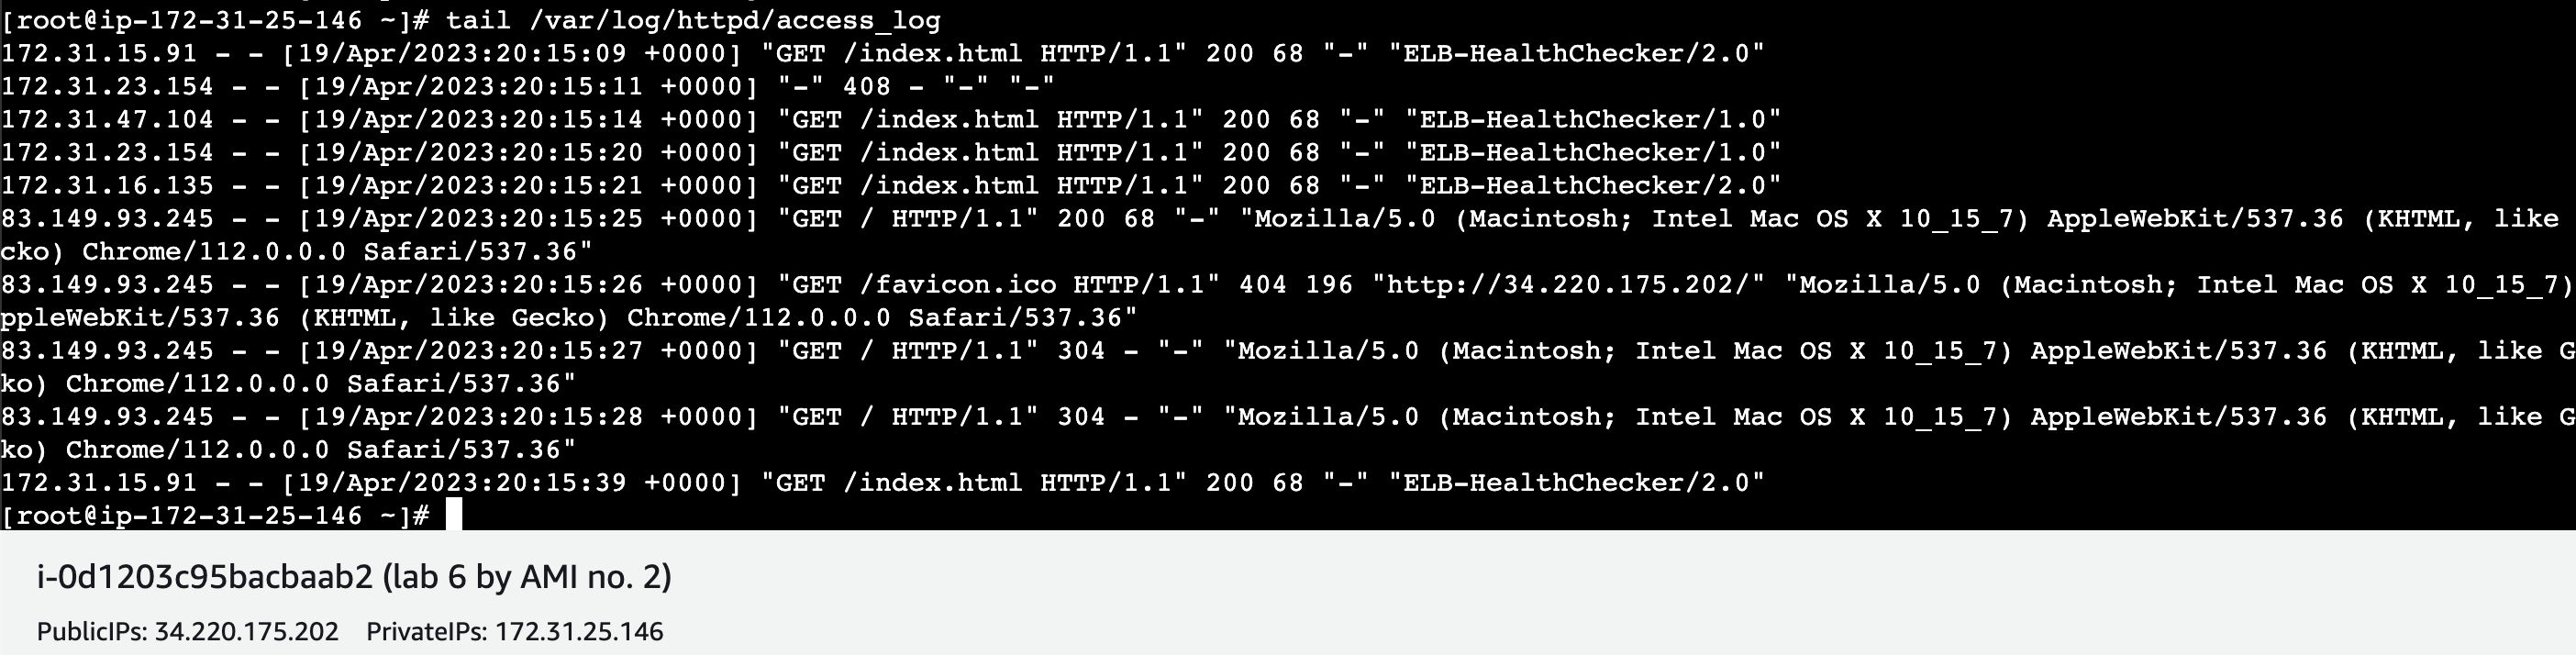 [root@ip-172-31-25-146 ~]# tail /var/log/httpd/access_log
172.31.15.91 - - [19/Apr/2023:20:15:09 +0000] "GET /index.html HTTP/1.1" 200 68 "-" "ELB-HealthChecker/2.0"
172.31.23.154 - - [19/Apr/2023:20:15:11 +0000] "-" 408 - "-" "-"
172.31.47.104 - - [19/Apr/2023:20:15:14 +0000] "GET /index.html HTTP/1.1" 200 68 "-" "ELB-HealthChecker/1.0"
172.31.23.154 - - [19/Apr/2023:20:15:20 +0000] "GET /index.html HTTP/1.1" 200 68 "-" "ELB-HealthChecker/1.0"
172.31.16.135 - - [19/Apr/2023:20:15:21 +0000] "GET /index.html HTTP/1.1" 200 68 "-" "ELB-HealthChecker/2.0"
83.149.93.245 - - [19/Apr/2023:20:15:25 +0000] "GET / HTTP/1.1" 200 68 "-" "Mozilla/5.0 (Macintosh; Intel Mac OS X 10_15_7) AppleWebKit/537.36 (KHTML, like
cko) Chrome/112.0.0.0 Safari/537.36"
83.149.93.245 - - [19/Apr/2023:20:15:26 +0000] "GET /favicon.ico HTTP/1.1" 404 196 "http://34.220.175.202/" "Mozilla/5.0 (Macintosh; Intel Mac OS X 10_15_7)
ppleWebKit/537.36 (KHTML, like Gecko) Chrome/112.0.0.0 Safari/537.36"
83.149.93.245 - - [19/Apr/2023:20:15:27 +0000] "GET / HTTP/1.1" 304 - "-" "Mozilla/5.0 (Macintosh; Intel Mac OS X 10_15_7) AppleWebKit/537.36 (KHTML, like G
ko) Chrome/112.0.0.0 Safari/537.36"
83.149.93.245 - - [19/Apr/2023:20:15:28 +0000] "GET / HTTP/1.1" 304 - "-" "Mozilla/5.0 (Macintosh; Intel Mac OS X 10_15_7) AppleWebKit/537.36 (KHTML, like G
ko) Chrome/112.0.0.0 Safari/537.36"
172.31.15.91 - - [19/Apr/2023:20:15:39 +0000] "GET /index.html HTTP/1.1" 200 68 "-" "ELB-HealthChecker/2.0"
[root@ip-172-31-25-146 ~]#
i-0d1203c95bacbaab2 (lab 6 by AMI no. 2)
PublicIPs: 34.220.175.202 PrivateIPs: 172.31.25.146